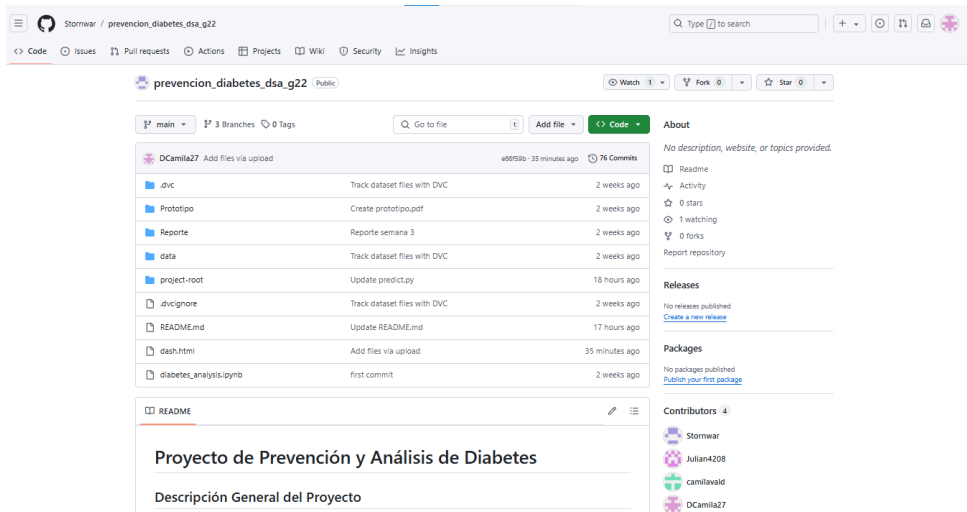 Stornwar / prevencion_diabetes_dsa_g22
Type / to search
Code Issues Pull requests Actions Projects Wiki Security Insights
prevencion_diabetes_dsa_g22 Public
Watch 1 Fork 0 Star 0
main 3 Branches 0 Tags Go to file t Add file Code
About
No description, website, or topics provided.
Readme
Activity
0 stars
1 watching
0 forks
Report repository
DCamila27 Add files via upload e66f59b · 35 minutes ago 76 Commits
.dvc Track dataset files with DVC 2 weeks ago
Prototipo Create prototipo.pdf 2 weeks ago
Reporte Reporte semana 3 2 weeks ago
data Track dataset files with DVC 2 weeks ago
project-root Update predict.py 18 hours ago
.dvcignore Track dataset files with DVC 2 weeks ago
README.md Update README.md 17 hours ago
dash.html Add files via upload 35 minutes ago
diabetes_analysis.ipynb first commit 2 weeks ago
Releases
No releases published
Create a new release
Packages
No packages published
Publish your first package
Contributors 4
Stornwar
Julian4208
camilavald
DCamila27
README
Proyecto de Prevención y Análisis de Diabetes
Descripción General del Proyecto